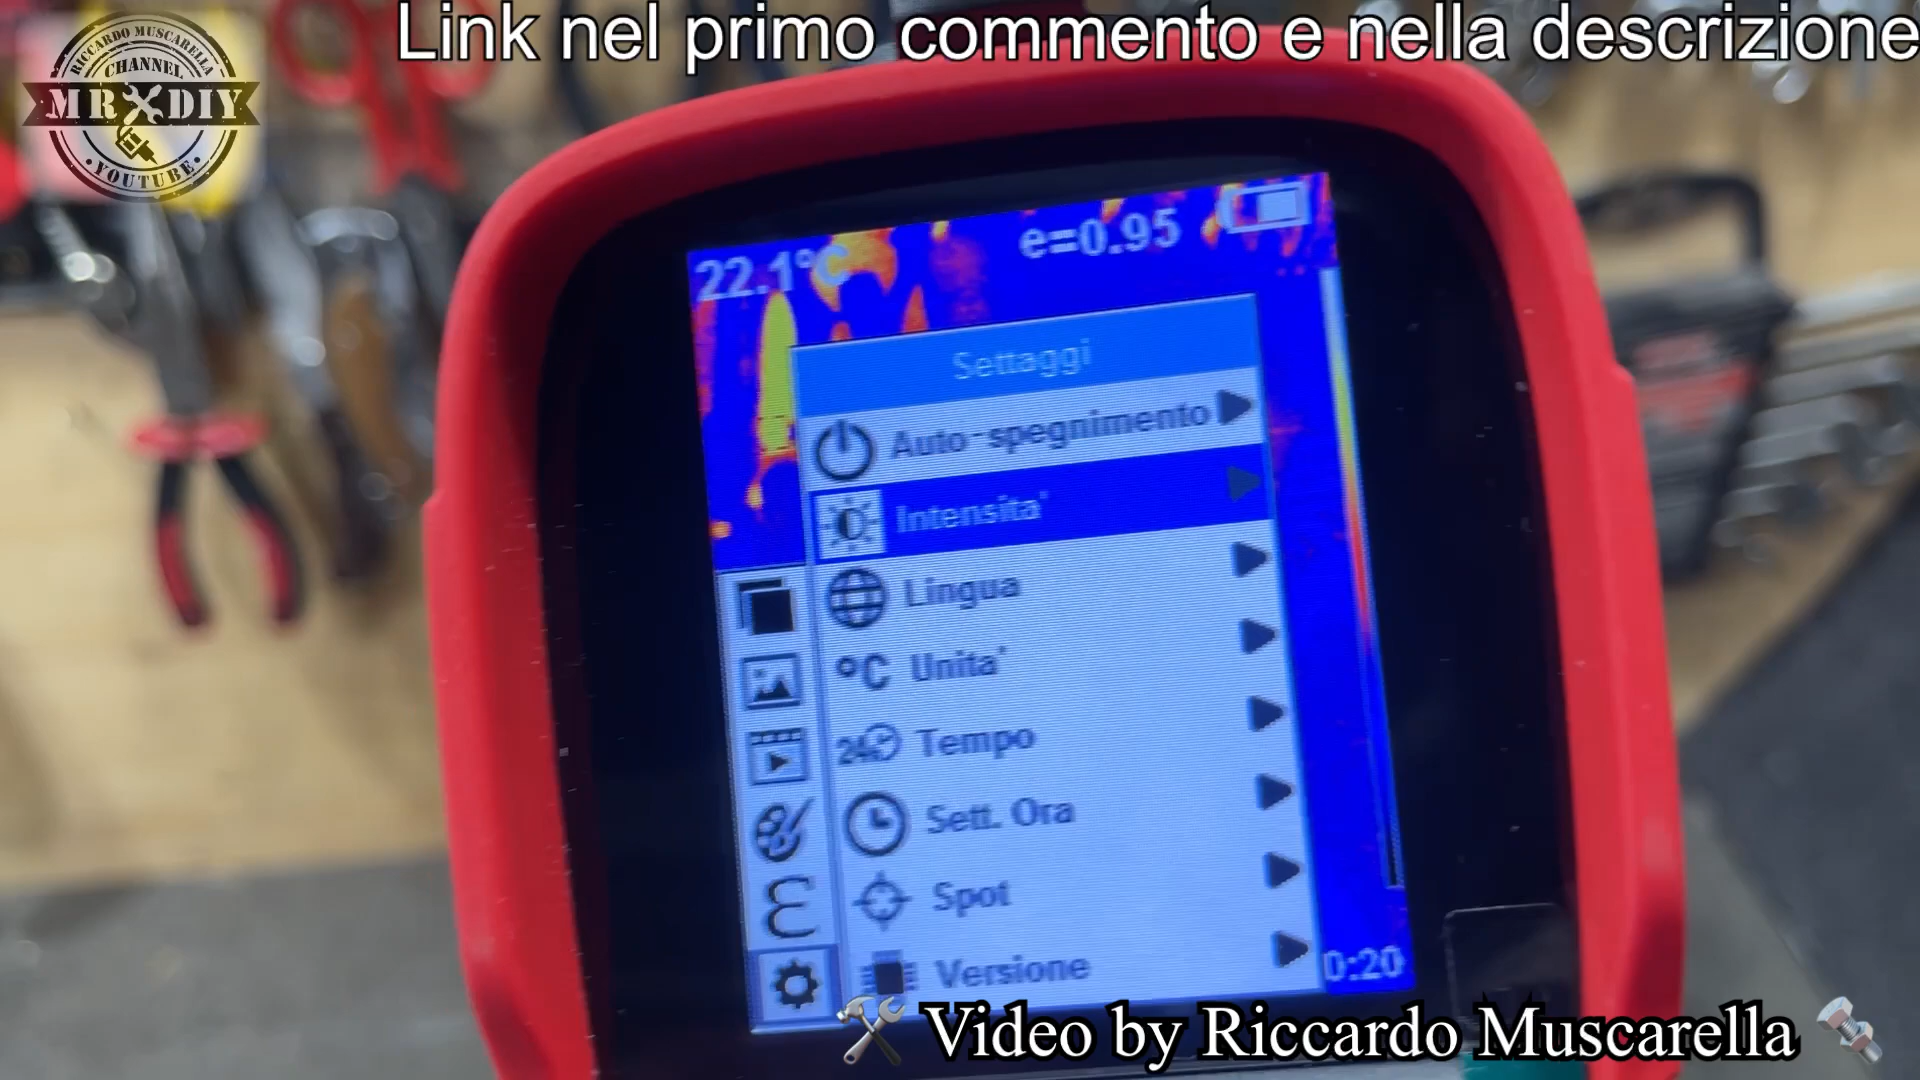 Link nel primo commento e nella descrizione
RICCARDO MUSCARELLA
CHANNEL
MR DIY
YOUTUBE
22.1°C
e=0.95
Settaggi
Auto-spegnimento
Intensita'
Lingua
°C Unita'
24 Tempo
Sett. Ora
Spot
Versione
0:20
Video by Riccardo Muscarella